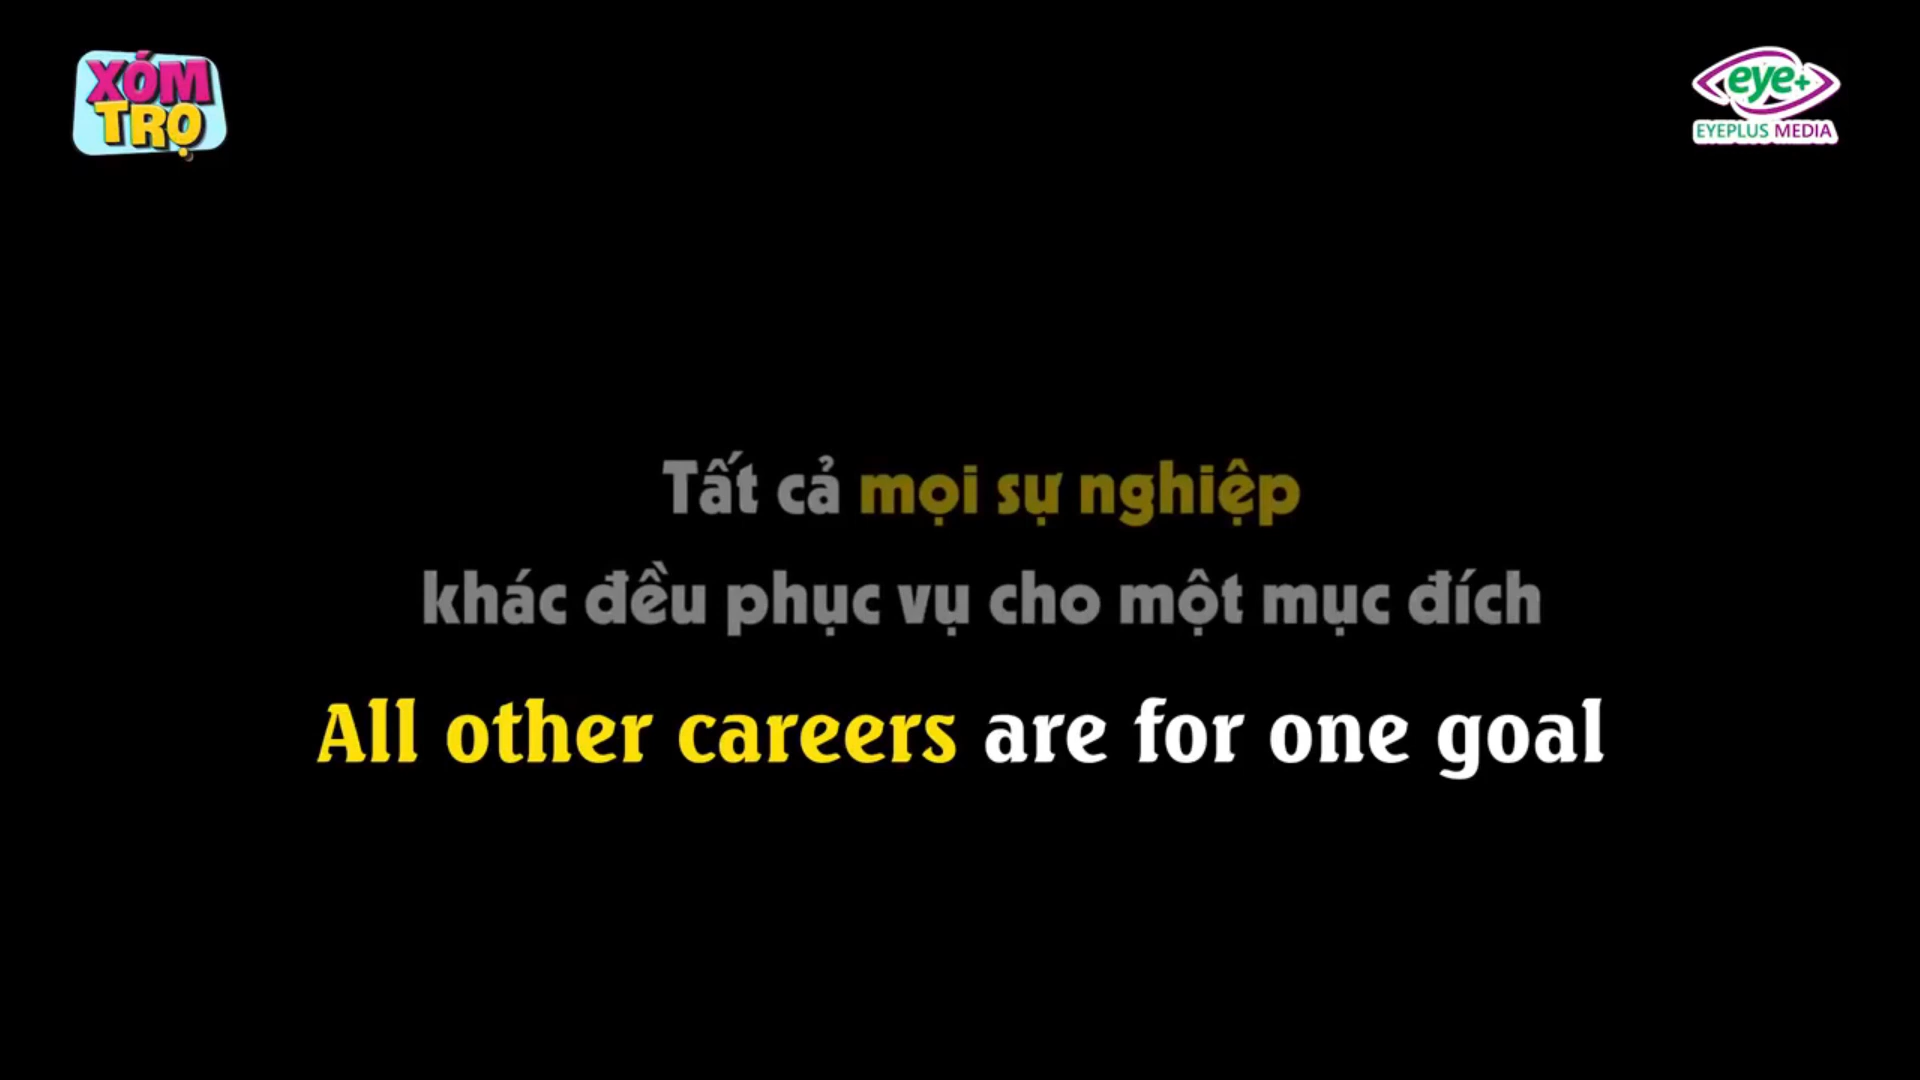 XÓM
TRỌ
eye+
EYEPLUS MEDIA
Tất cả mọi sự nghiệp
khác đều phục vụ cho một mục đích
All other careers are for one goal